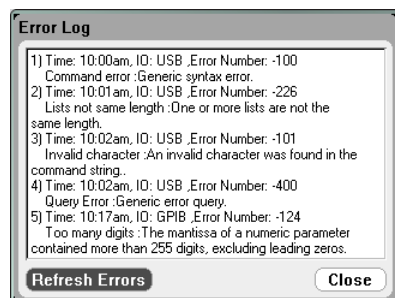 Error Log
1) Time: 10:00am, IO: USB ,Error Number: -100
Command error :Generic syntax error.
2) Time: 10:01am, IO: USB ,Error Number: -226
Lists not same length :One or more lists are not the
same length.
3) Time: 10:02am, IO: USB ,Error Number: -101
Invalid character :An invalid character was found in the
command string..
4) Time: 10:02am, IO: USB ,Error Number: -400
Query Error :Generic error query.
5) Time: 10:17am, IO: GPIB ,Error Number: -124
Too many digits :The mantissa of a numeric parameter
contained more than 255 digits, excluding leading zeros.
Refresh Errors
Close